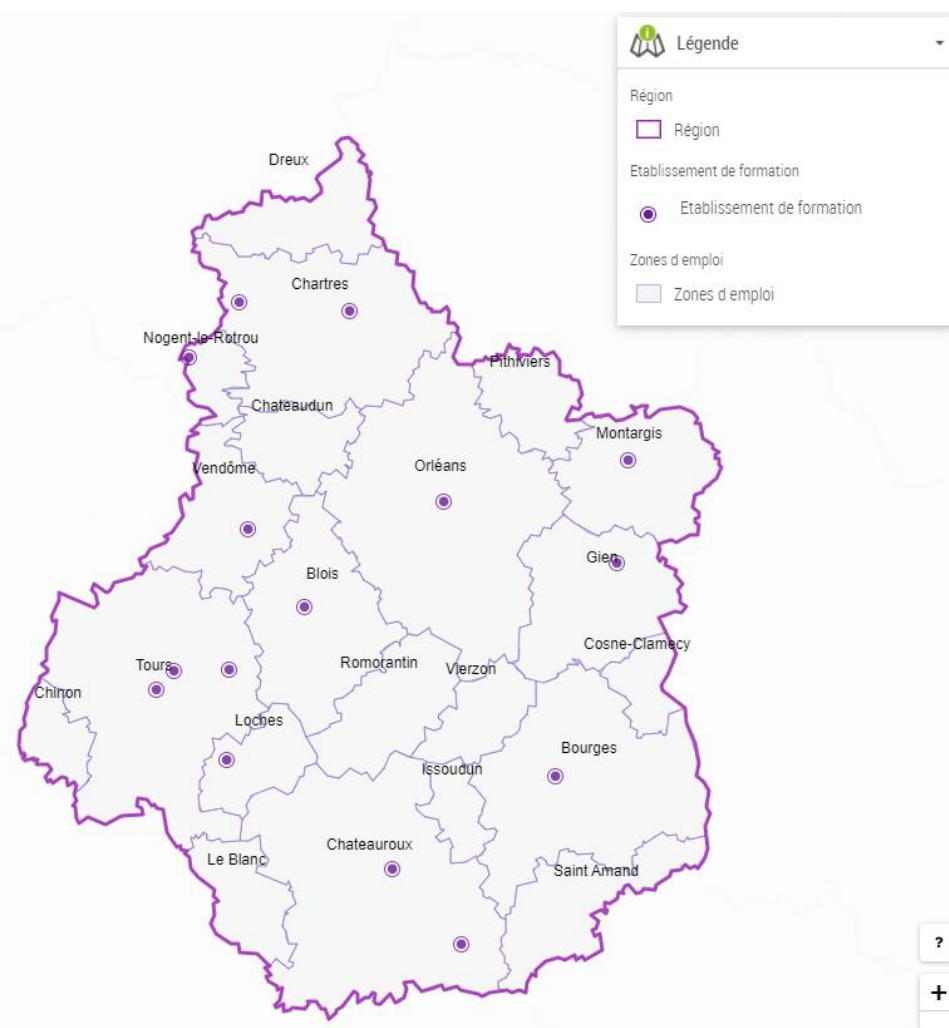 Légende
Région
Région
Etablissement de formation
Etablissement de formation
Zones d emploi
Zones d emploi
Dreux
Chartres
Nogent-le-Rotrou
Pithiviers
Chateaudun
Montargis
Vendôme
Orléans
Gien
Blois
Cosne-Clamecy
Tours
Romorantin
Vierzon
Chinon
Loches
Bourges
Issoudun
Chateauroux
Le Blanc
Saint Amand
?
+